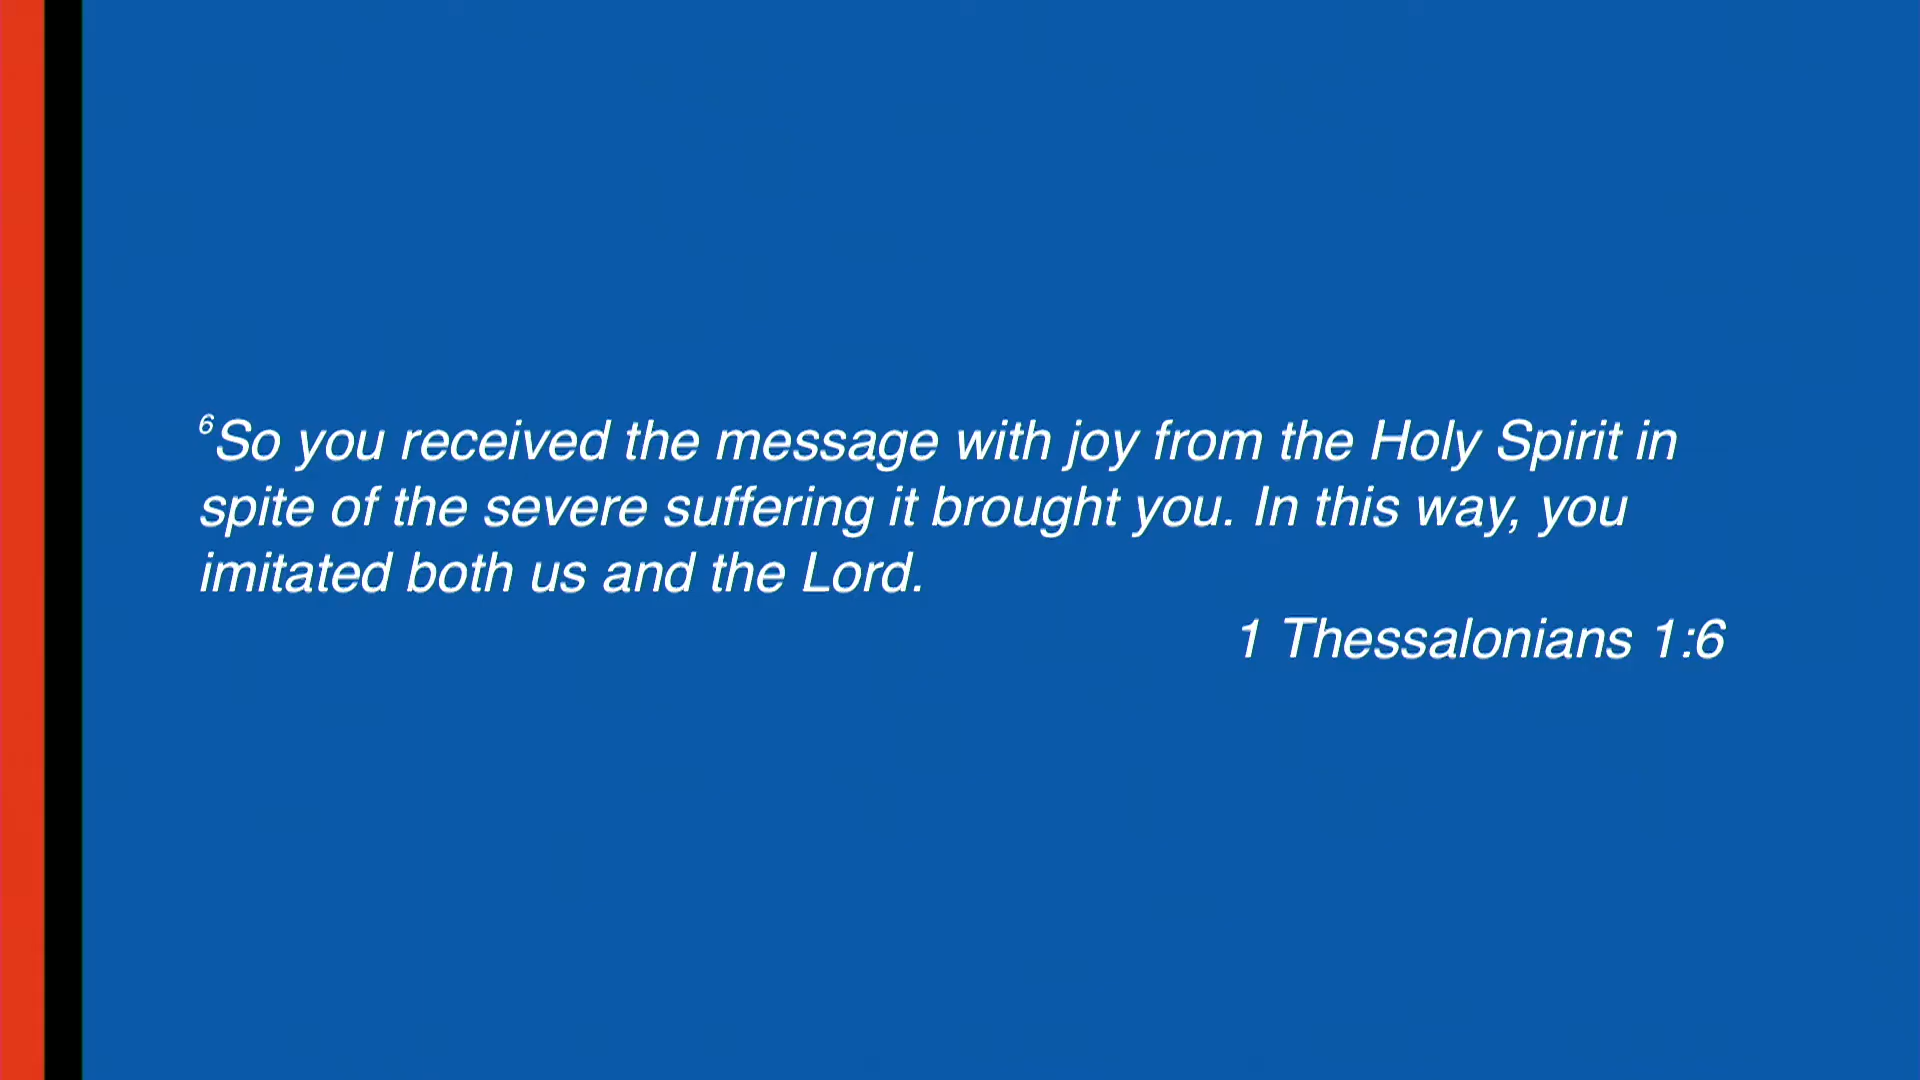 ⁶So you received the message with joy from the Holy Spirit in
spite of the severe suffering it brought you. In this way, you
imitated both us and the Lord.
1 Thessalonians 1:6